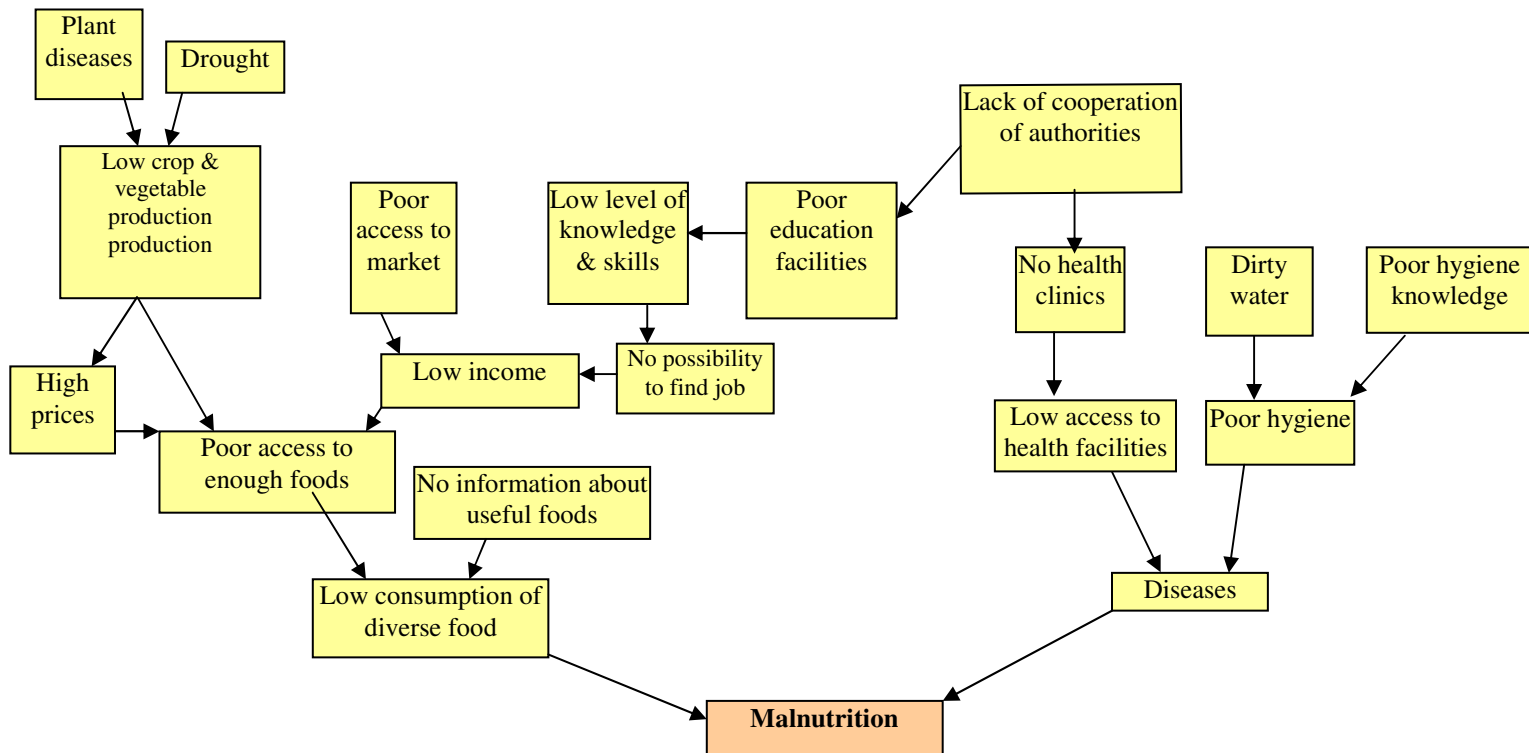 Plant
diseases
Drought
Lack of cooperation
of authorities
Low crop &
vegetable
production
production
Poor
access to
market
Low level of
knowledge
& skills
Poor
education
facilities
No health
clinics
Dirty
water
Poor hygiene
knowledge
High
prices
Low income
No possibility
to find job
Low access to
health facilities
Poor hygiene
Poor access to
enough foods
No information about
useful foods
Low consumption of
diverse food
Diseases
Malnutrition